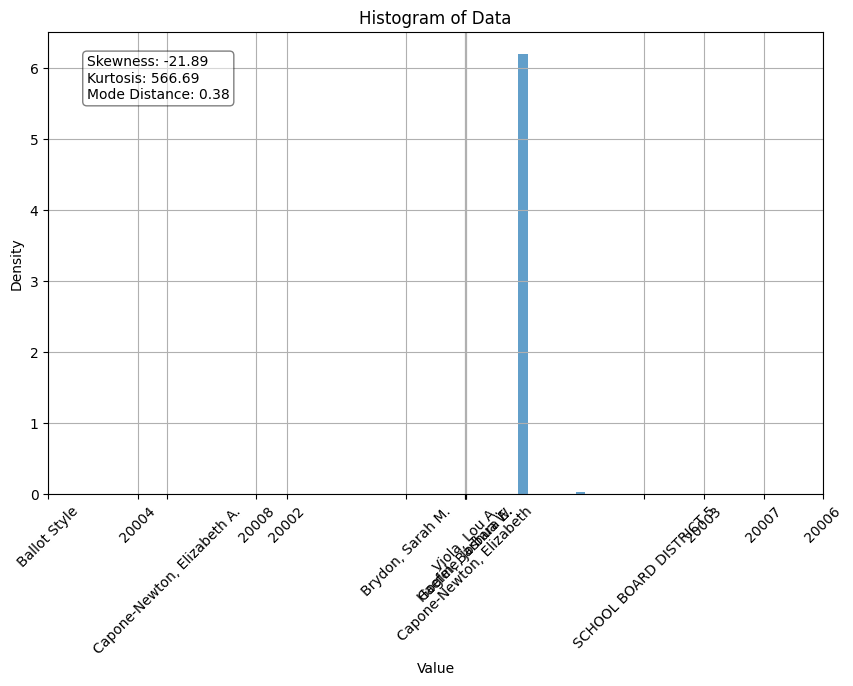 Histogram of Data
Skewness: -21.89
Kurtosis: 566.69
Mode Distance: 0.38
Density
6
5
4
3
2
1
0
Ballot Style
20004
Capone-Newton, Elizabeth A.
20008
20002
Brydon, Sarah M.
Viola, Lou A.
Capone-Newton, Elizabeth
SCHOOL BOARD DISTRICT 5
20003
20007
20006
Value